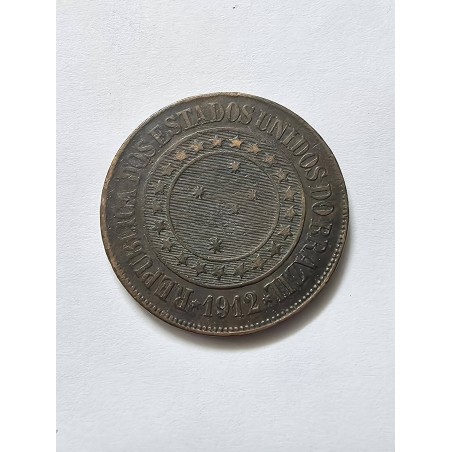 REPUBLICA DOS ESTADOS UNIDOS DO BRAZIL
1912